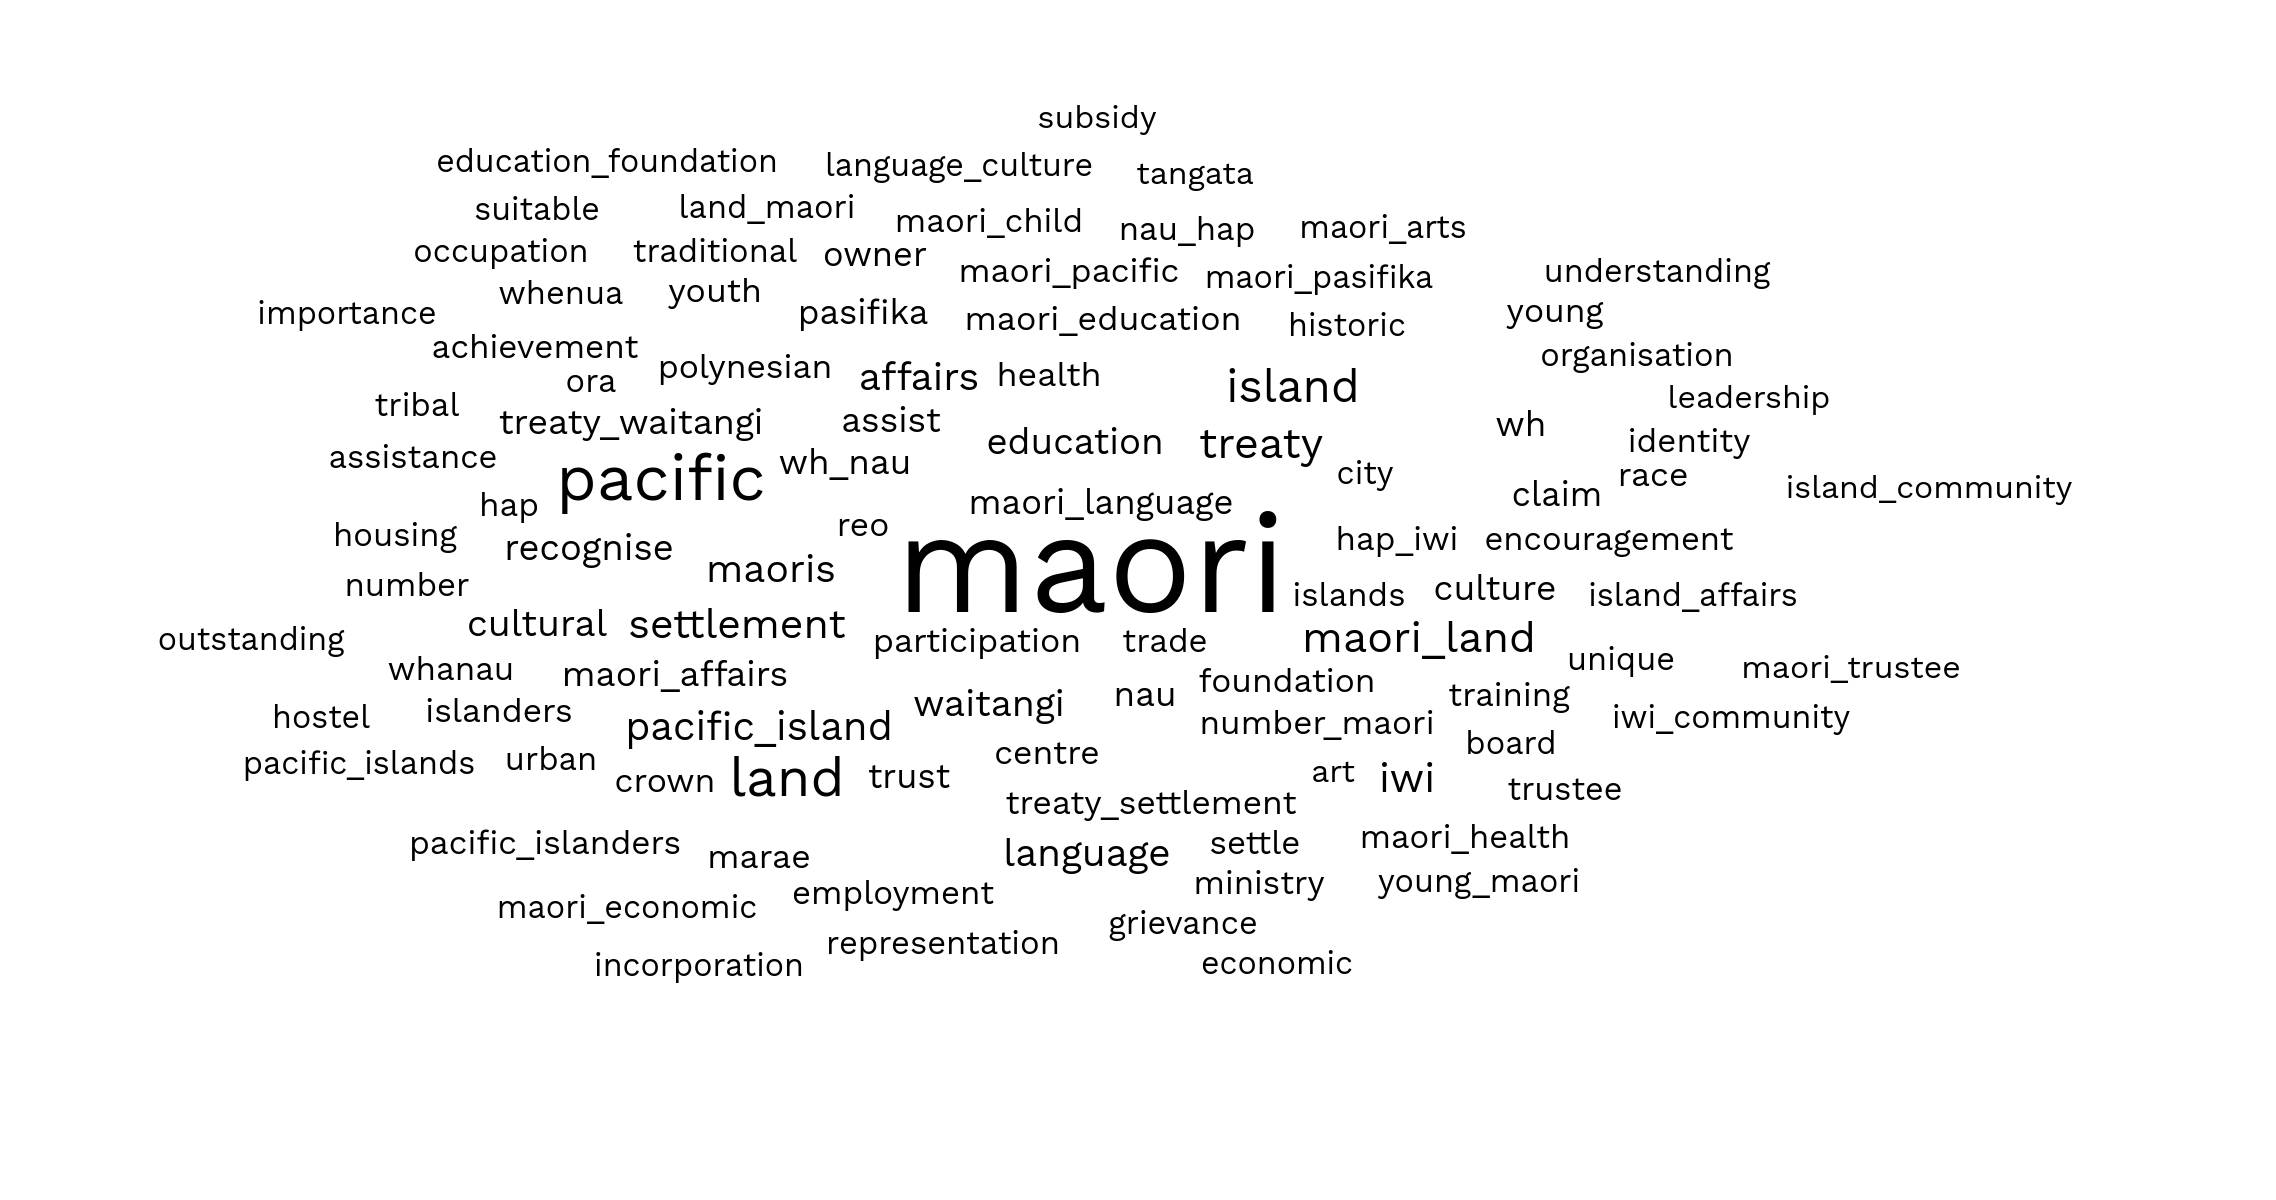 subsidy
education_foundation language_culture tangata
suitable land_maori maori_child nau_hap maori_arts
occupation traditional owner maori_pacific maori_pasifika understanding
importance whenua youth pasifika maori_education historic young
achievement polynesian affairs health island organisation
ora
tribal treaty_waitangi assist education treaty wh leadership
assistance pacific wh_nau city identity
hap maori_language claim race island_community
housing recognise reo maori hap_iwi encouragement
number maoris islands culture island_affairs
outstanding cultural settlement participation trade maori_land unique
whanau maori_affairs waitangi nau foundation training maori_trustee
hostel islanders pacific_island number_maori iwi_community
pacific_islands urban crown land trust centre art iwi board trustee
treaty_settlement
pacific_islanders marae language settle maori_health
maori_economic employment ministry young_maori
incorporation representation grievance
economic